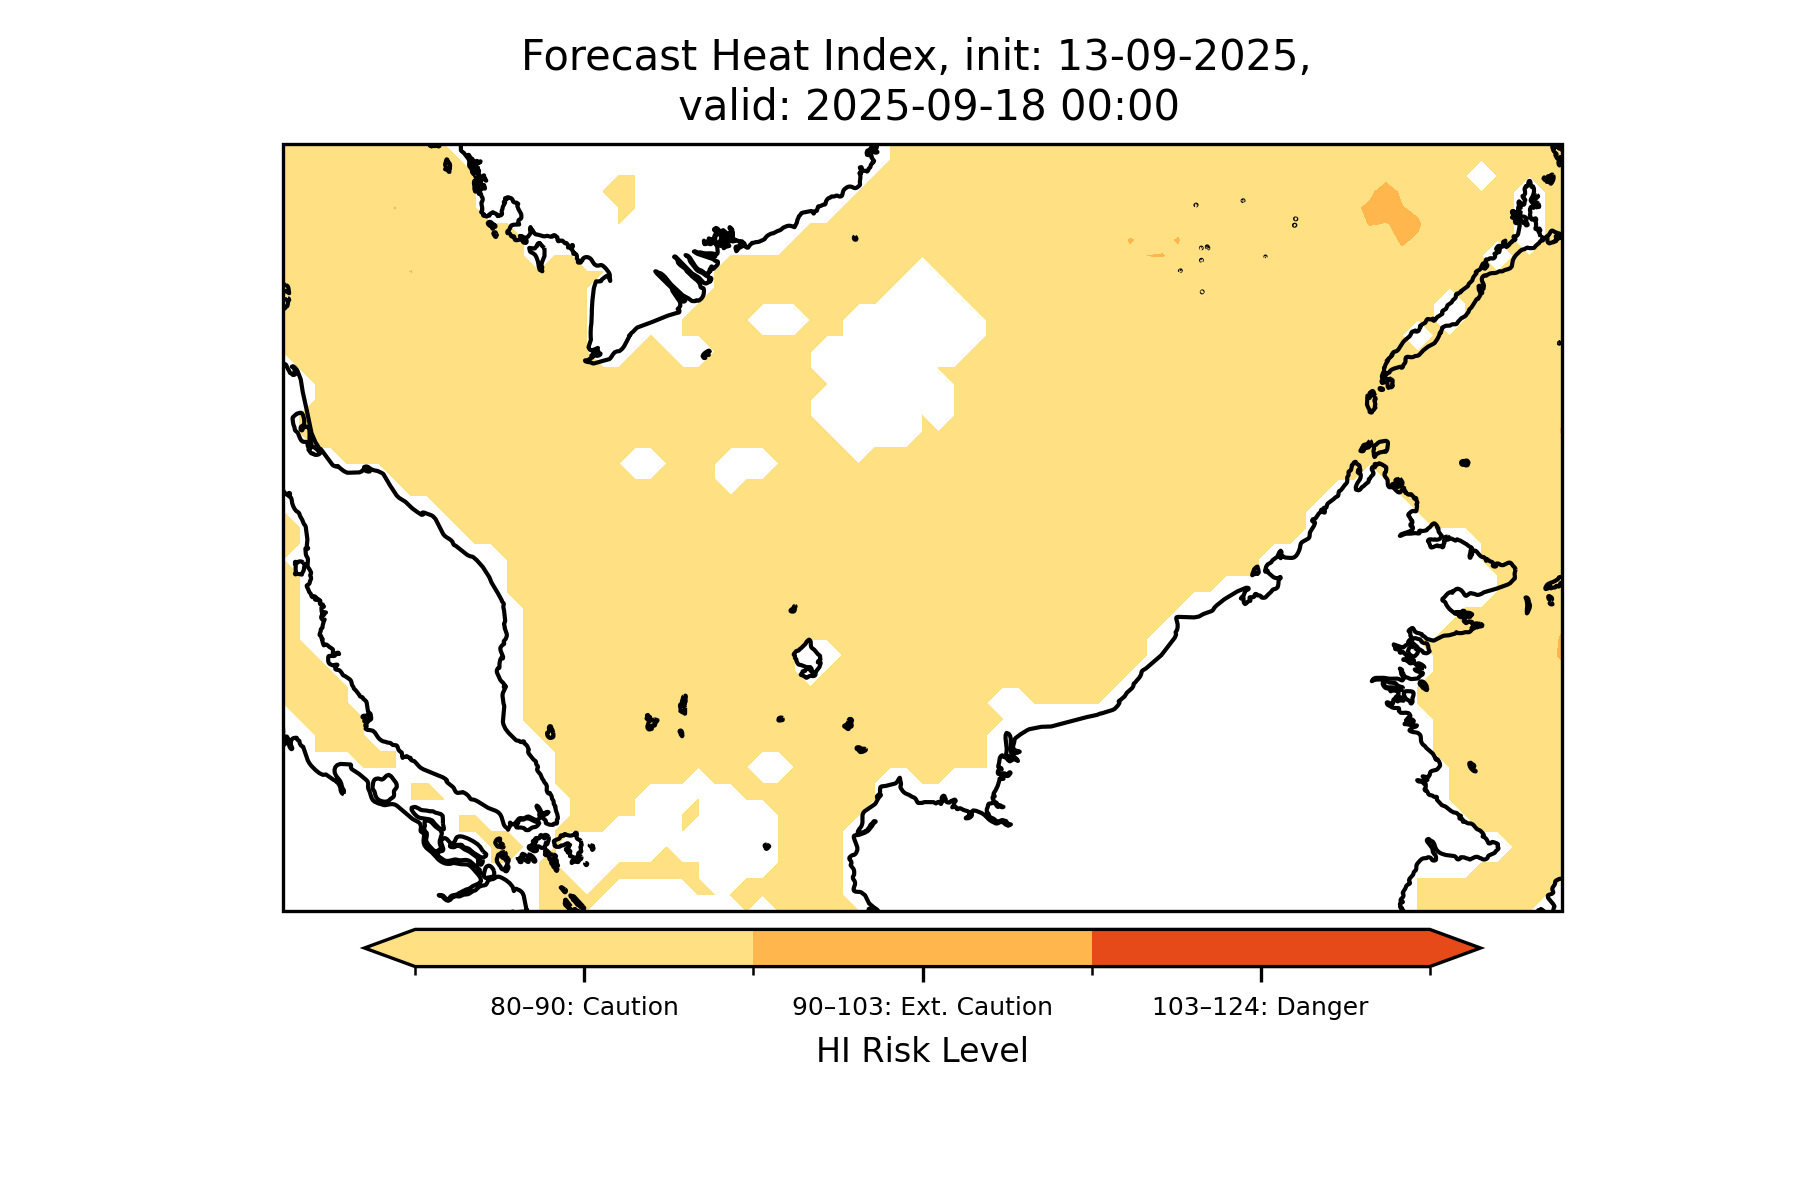 Forecast Heat Index, init: 13-09-2025,
valid: 2025-09-18 00:00
80–90: Caution
90–103: Ext. Caution
103–124: Danger
HI Risk Level